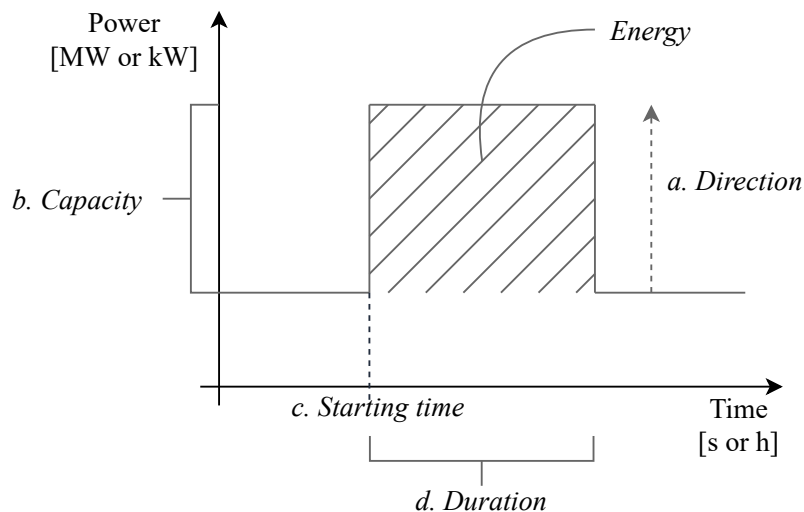 Power
[MW or kW]
Energy
a. Direction
b. Capacity
c. Starting time
Time
[s or h]
d. Duration